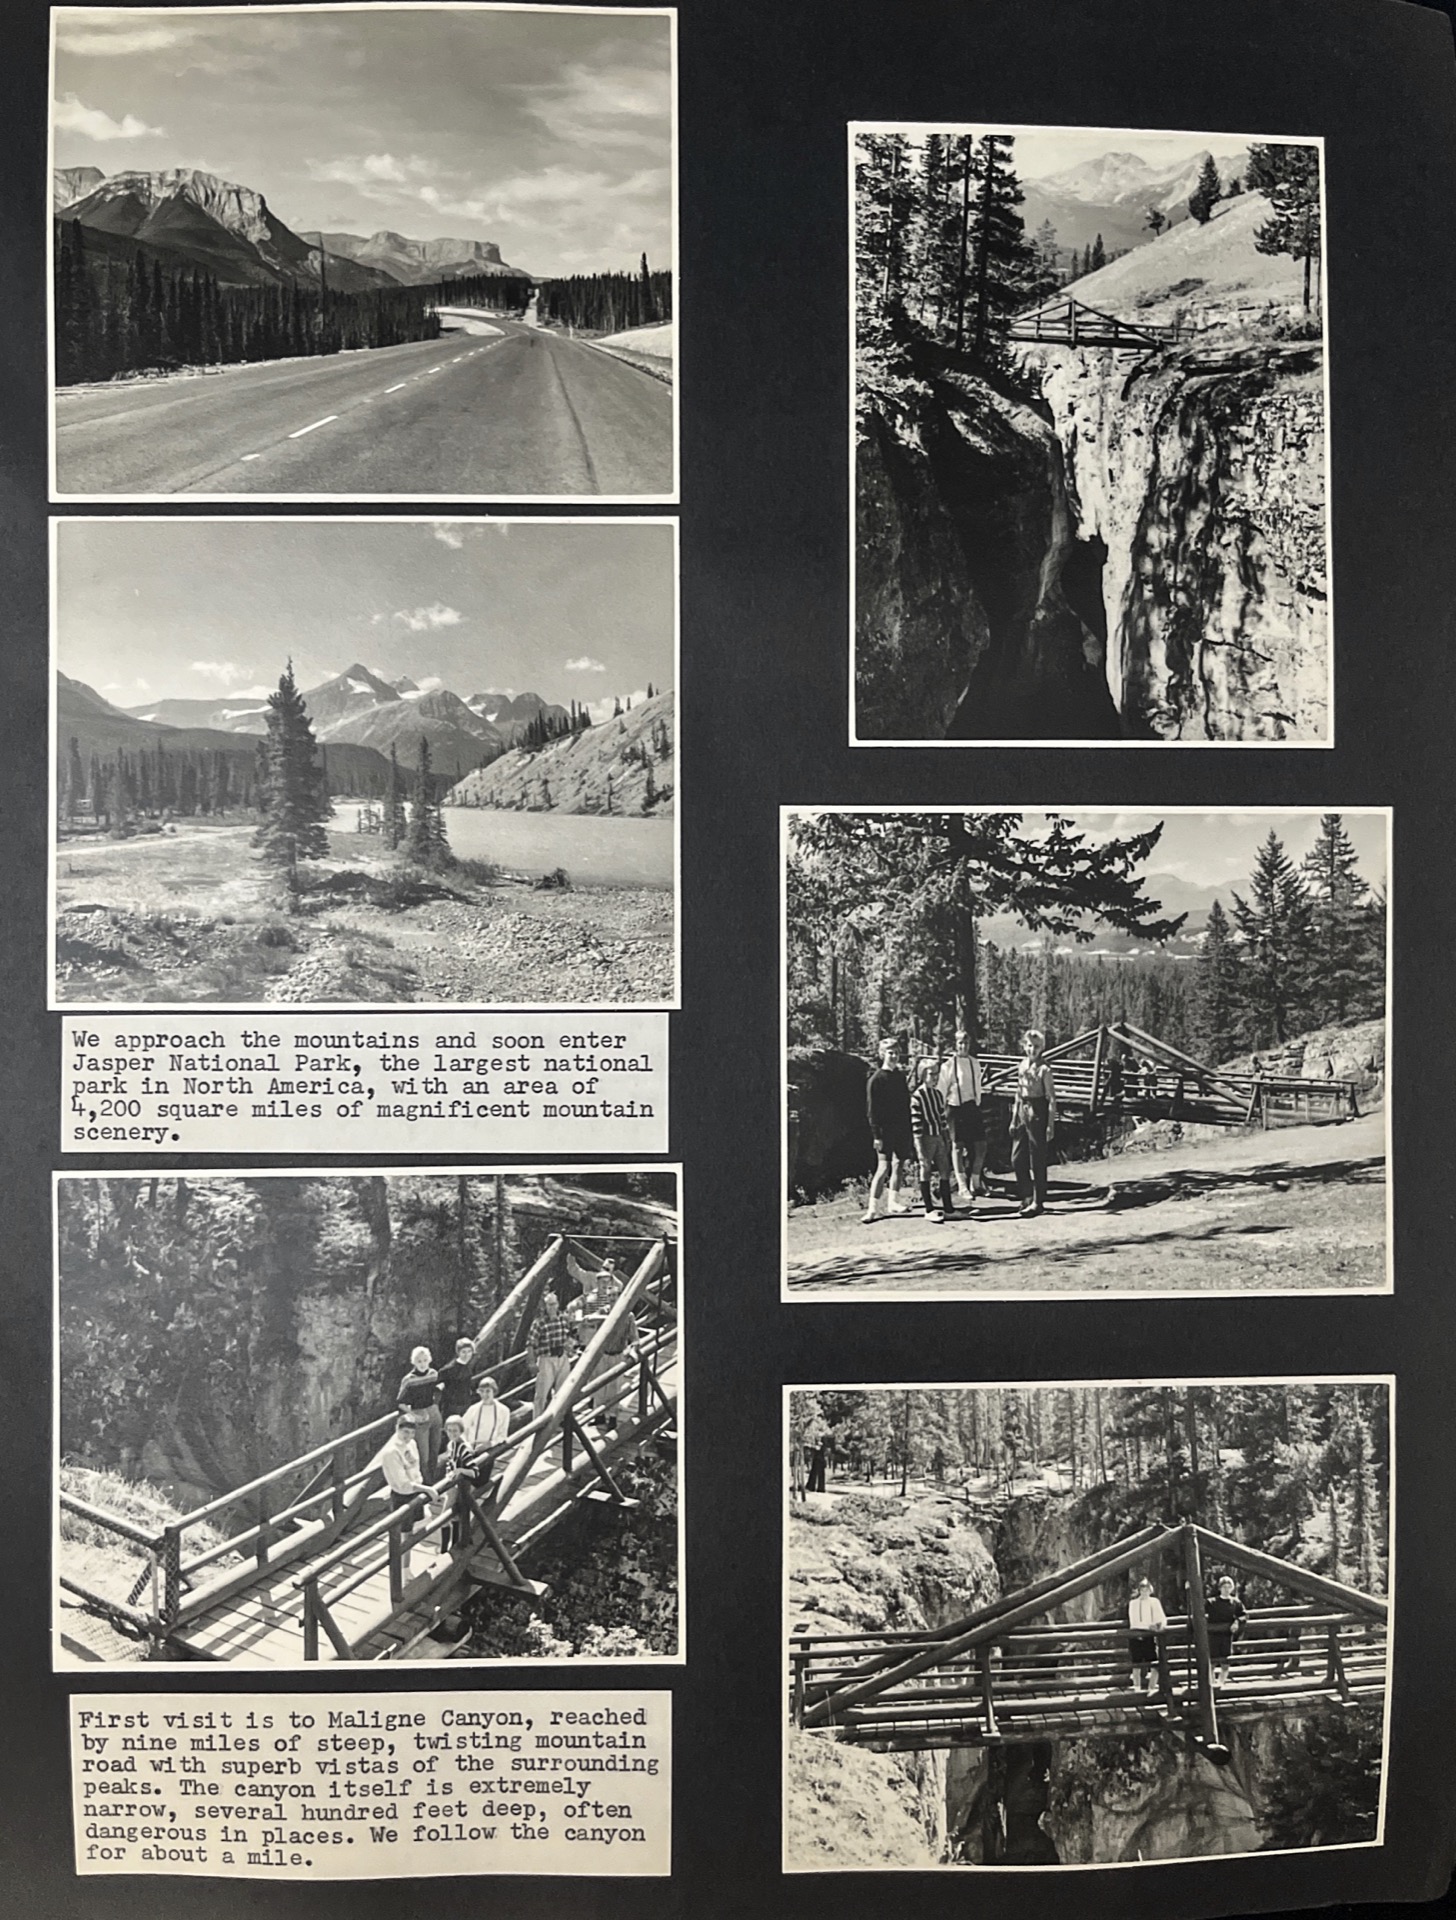 We approach the mountains and soon enter
Jasper National Park, the largest national
park in North America, with an area of
4,200 square miles of magnificent mountain
scenery.
First visit is to Maligne Canyon, reached
by nine miles of steep, twisting mountain
road with superb vistas of the surrounding
peaks. The canyon itself is extremely
narrow, several hundred feet deep, often
dangerous in places. We follow the canyon
for about a mile.